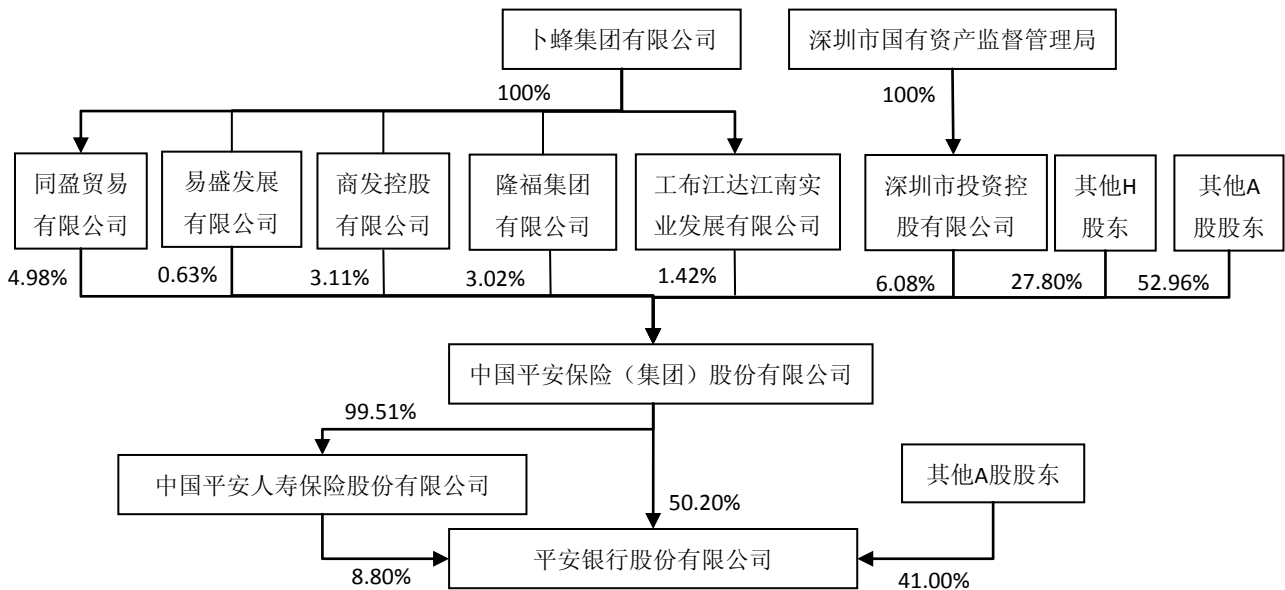 卜蜂集团有限公司
深圳市国有资产监督管理局
100%
100%
同盈贸易
有限公司
易盛发展
有限公司
商发控股
有限公司
隆福集团
有限公司
工布江达江南实
业发展有限公司
深圳市投资控
股有限公司
其他H
股东
其他A
股股东
4.98%
0.63%
3.11%
3.02%
1.42%
6.08%
27.80%
52.96%
中国平安保险（集团）股份有限公司
99.51%
中国平安人寿保险股份有限公司
其他A股股东
50.20%
平安银行股份有限公司
8.80%
41.00%